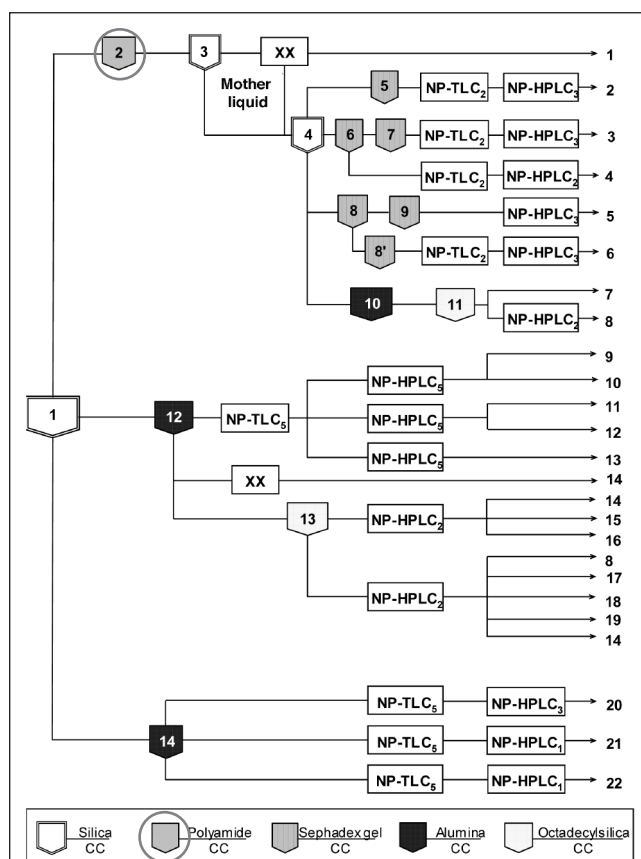 2 3 XX 1
Mother
liquid
5 NP-TLC2 NP-HPLC3 2
4 6 7 NP-TLC2 NP-HPLC3 3
NP-TLC2 NP-HPLC2 4
8 9 NP-HPLC3 5
8' NP-TLC2 NP-HPLC3 6
10 11 7
NP-HPLC2 8
9
NP-HPLC5 10
1 12 NP-TLC5 NP-HPLC5 11
12
NP-HPLC5 13
XX 14
13 NP-HPLC2 14
15
16
8
17
NP-HPLC2 18
19
14
NP-TLC5 NP-HPLC3 20
14 NP-TLC5 NP-HPLC1 21
NP-TLC5 NP-HPLC1 22
Silica Polyamide Sephadex gel Alumina Octadecylsilica
CC CC CC CC CC